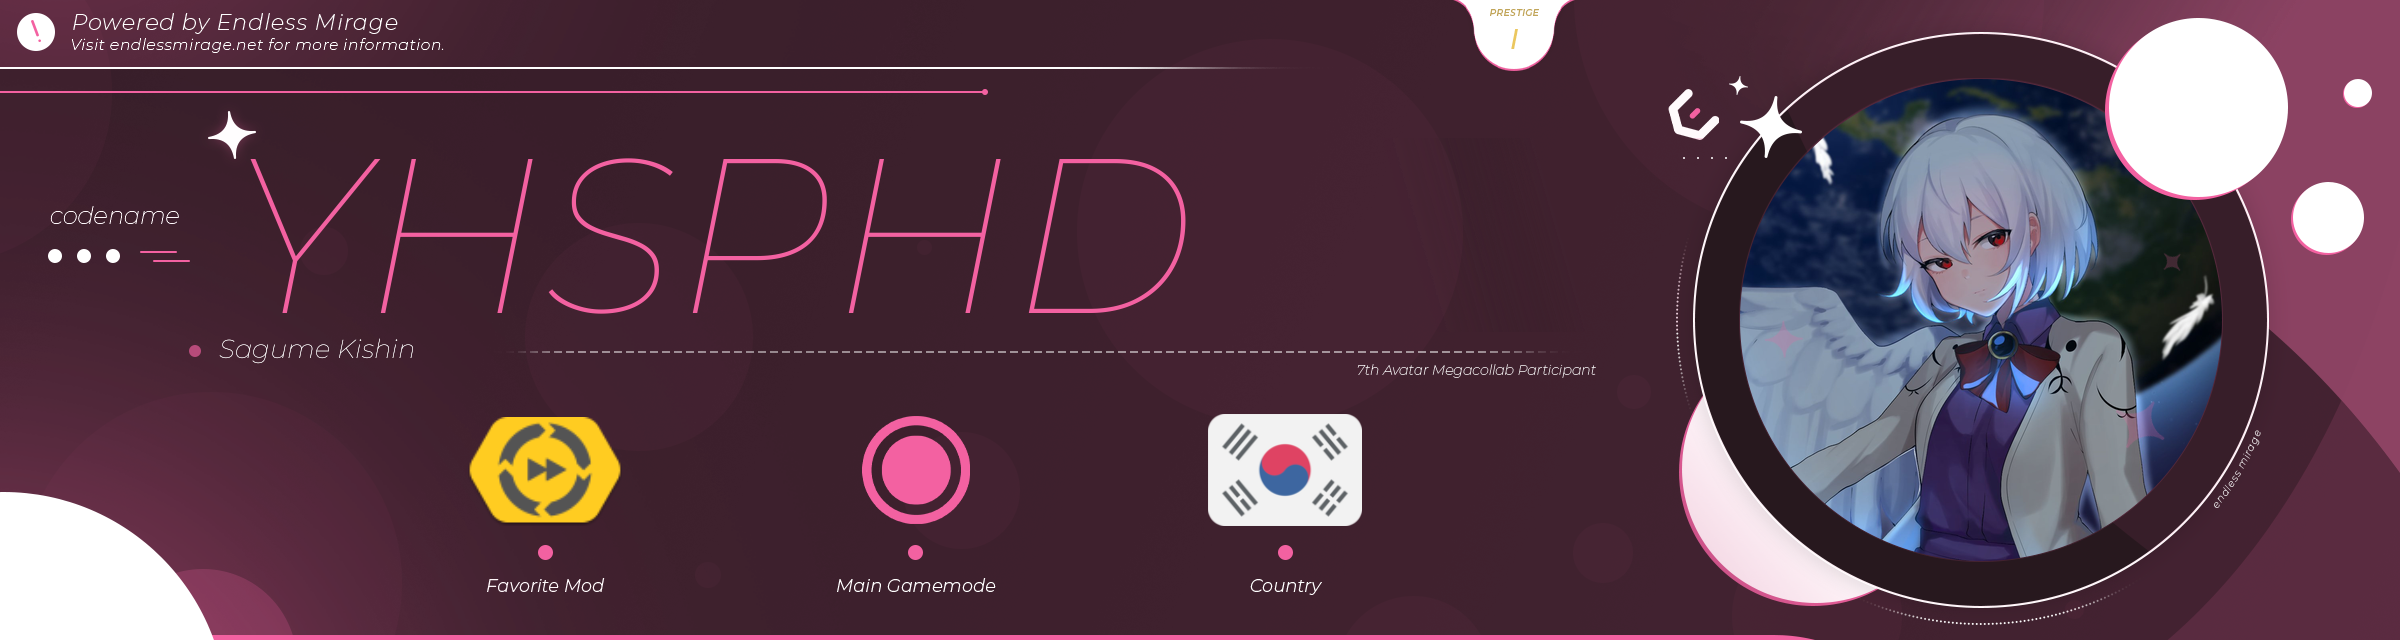 Powered by Endless Mirage
Visit endlessmirage.net for more information.
PRESTIGE
I
codename
YHSPHD
Sagume Kishin
7th Avatar Megacollab Participant
Favorite Mod
Main Gamemode
Country
endless mirage